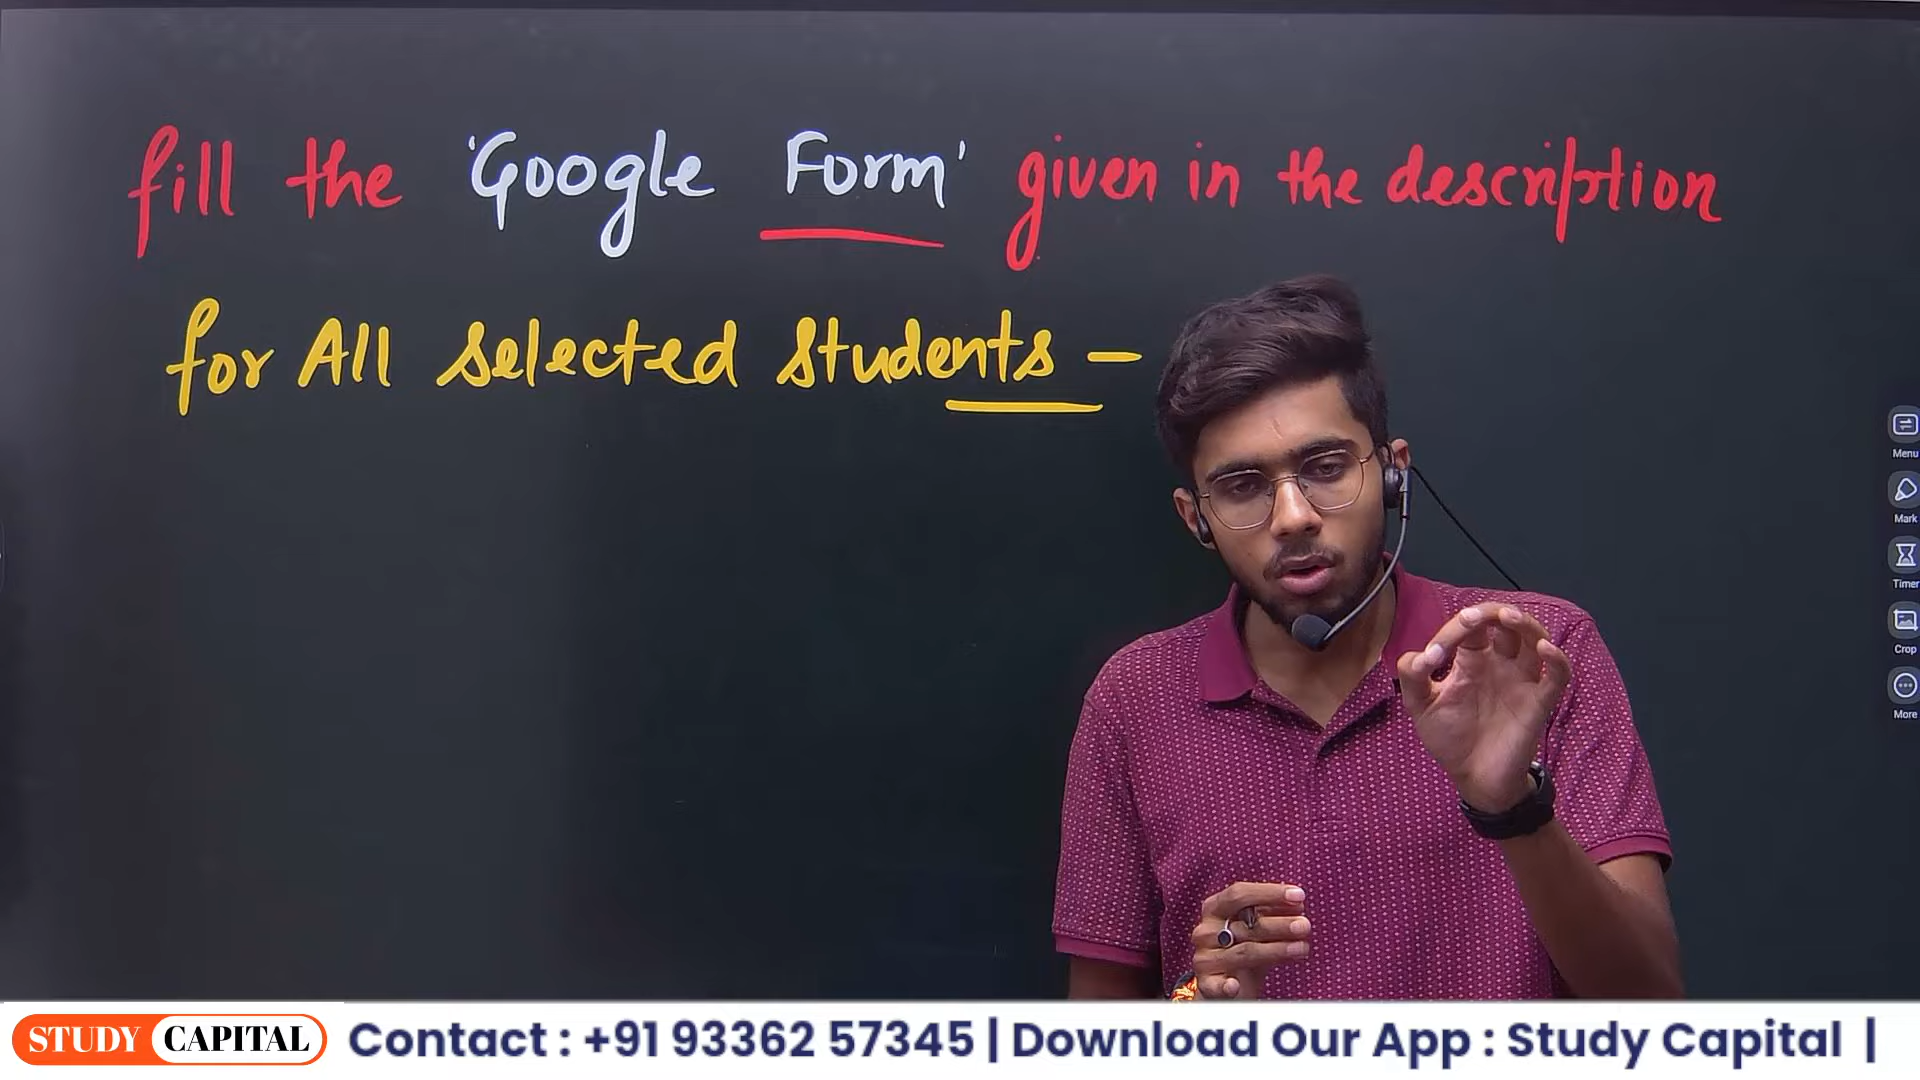 fill the 'Google Form' given in the description
for All selected students -
Menu
Mark
Timer
Crop
More
STUDY CAPITAL Contact : +91 93362 57345 | Download Our App : Study Capital |